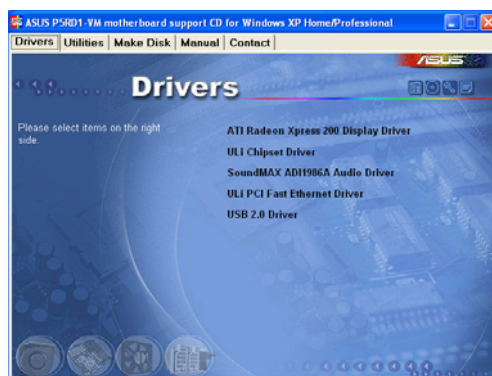 ASUS P5RD1-VM motherboard support CD for Windows XP Home/Professional
Drivers Utilities Make Disk Manual Contact
ASUS
Drivers
Please select items on the right
side.
ATI Radeon Xpress 200 Display Driver
ULi Chipset Driver
SoundMAX ADI1986A Audio Driver
ULi PCI Fast Ethernet Driver
USB 2.0 Driver